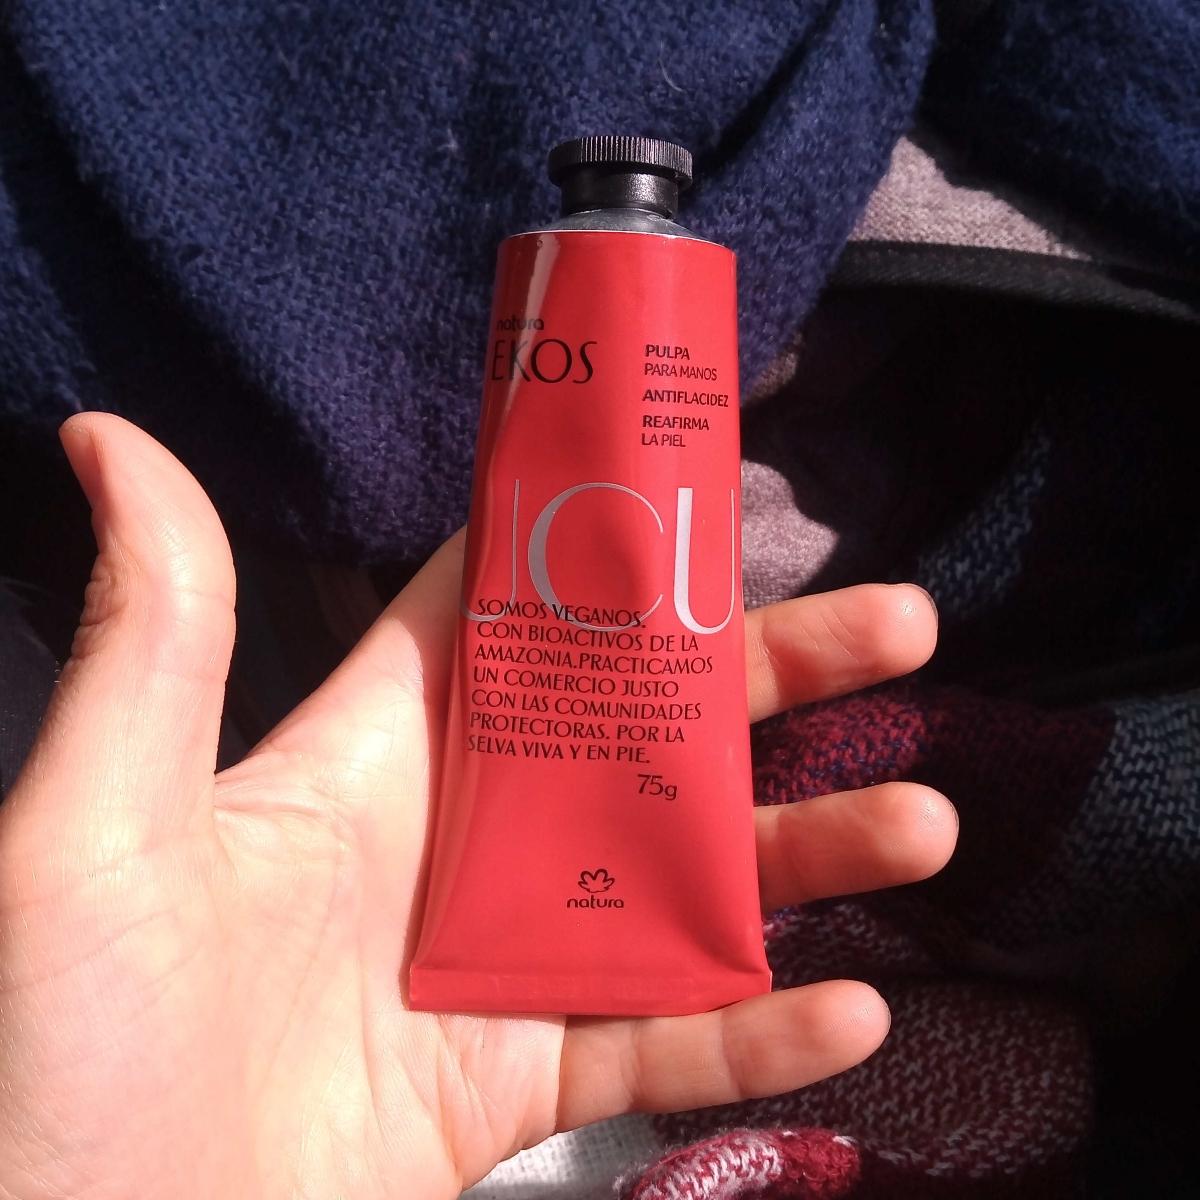 natura
EKOS
PULPA
PARA MANOS
ANTIFLACIDEZ
REAFIRMA
LA PIEL
UCU
SOMOS VEGANOS.
CON BIOACTIVOS DE LA
AMAZONIA.PRACTICAMOS
UN COMERCIO JUSTO
CON LAS COMUNIDADES
PROTECTORAS. POR LA
SELVA VIVA Y EN PIE.
75g
natura